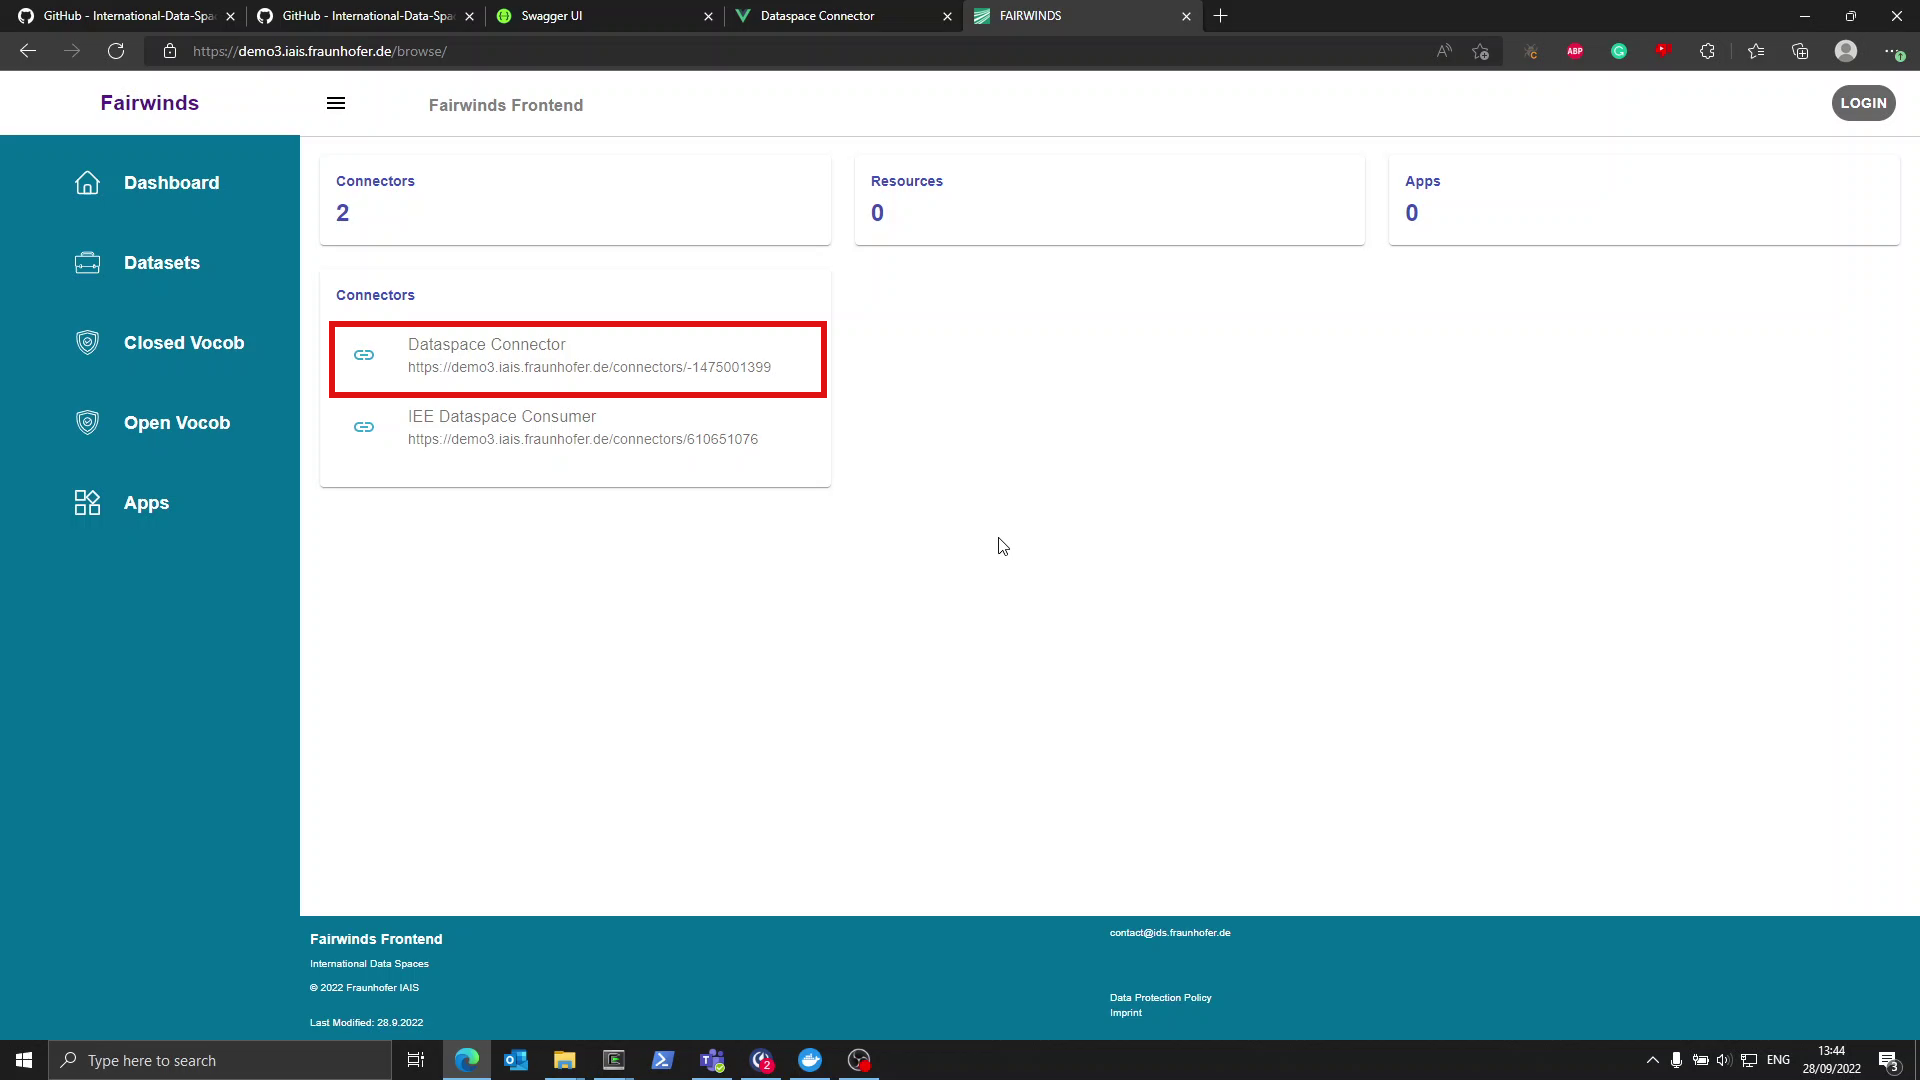 GitHub - International-Data-Spa
GitHub - International-Data-Spa
Swagger UI
Dataspace Connector
FAIRWINDS
https://demo3.iais.fraunhofer.de/browse/
ABP
Fairwinds
Fairwinds Frontend
LOGIN
Dashboard
Datasets
Closed Vocob
Open Vocob
Apps
Connectors
2
Resources
0
Apps
0
Connectors
Dataspace Connector
https://demo3.iais.fraunhofer.de/connectors/-1475001399
IEE Dataspace Consumer
https://demo3.iais.fraunhofer.de/connectors/610651076
Fairwinds Frontend
International Data Spaces
© 2022 Fraunhofer IAIS
Last Modified: 28.9.2022
contact@ids.fraunhofer.de
Data Protection Policy
Imprint
Type here to search
2
ENG
13:44
28/09/2022
3